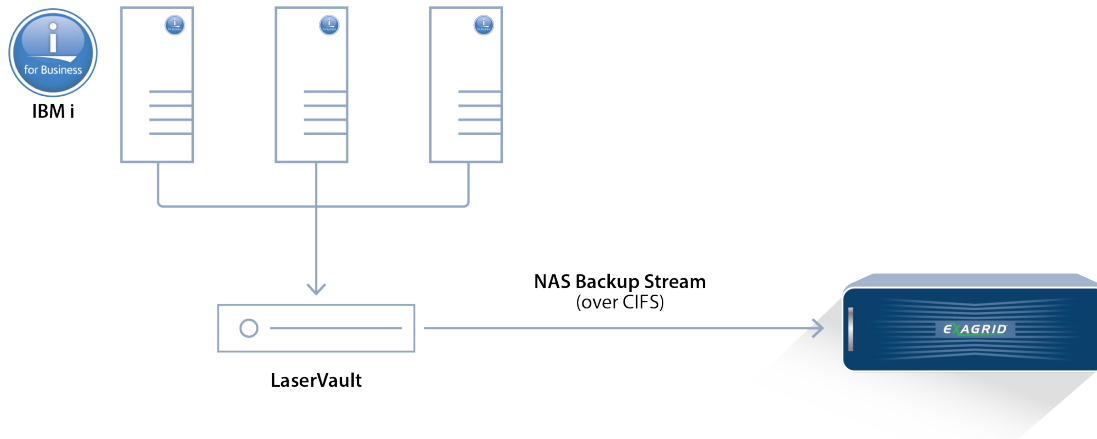 i
for Business
IBM i
i
i
i
NAS Backup Stream
(over CIFS)
EXAGRID
LaserVault